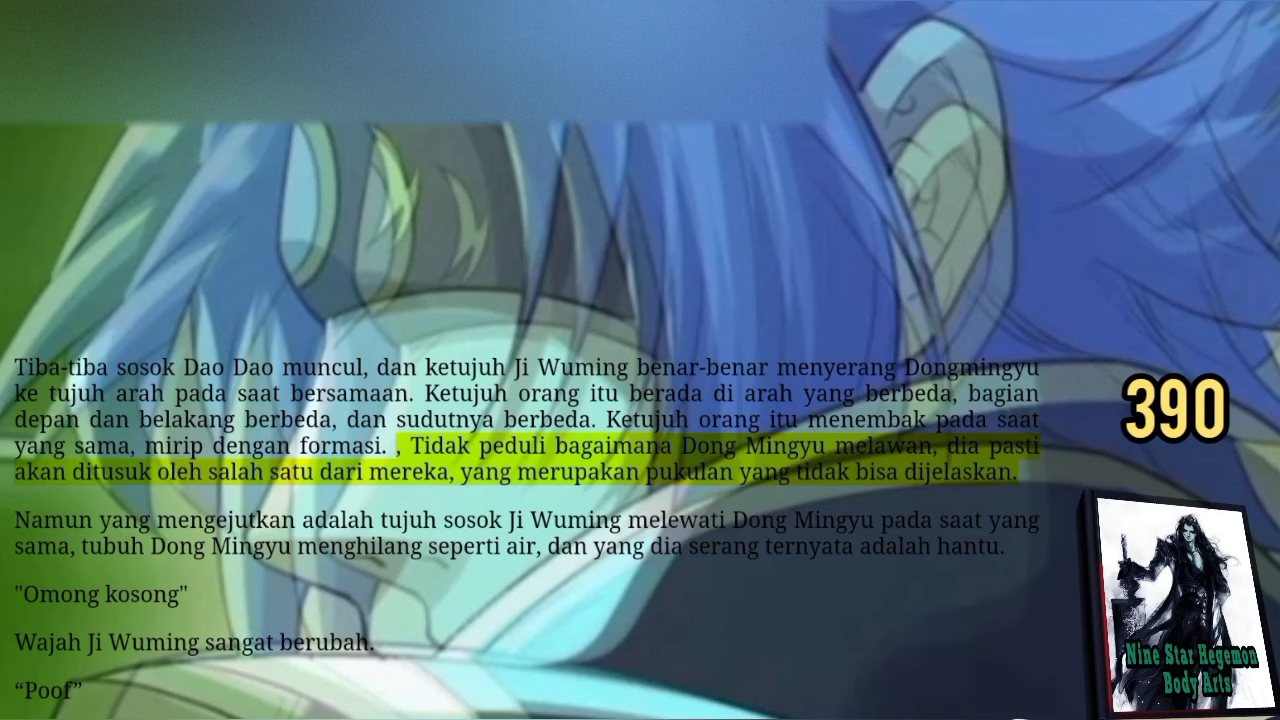 Tiba-tiba sosok Dao Dao muncul, dan ketujuh Ji Wuming benar-benar menyerang Dongmingyu
ke tujuh arah pada saat bersamaan. Ketujuh orang itu berada di arah yang berbeda, bagian
depan dan belakang berbeda, dan sudutnya berbeda. Ketujuh orang itu menembak pada saat
yang sama, mirip dengan formasi. , Tidak peduli bagaimana Dong Mingyu melawan, dia pasti
akan ditusuk oleh salah satu dari mereka, yang merupakan pukulan yang tidak bisa dijelaskan.
Namun yang mengejutkan adalah tujuh sosok Ji Wuming melewati Dong Mingyu pada saat yang
sama, tubuh Dong Mingyu menghilang seperti air, dan yang dia serang ternyata adalah hantu.
"Omong kosong"
Wajah Ji Wuming sangat berubah.
“Poof”
390
Nine Star Hegemon
Body Arts